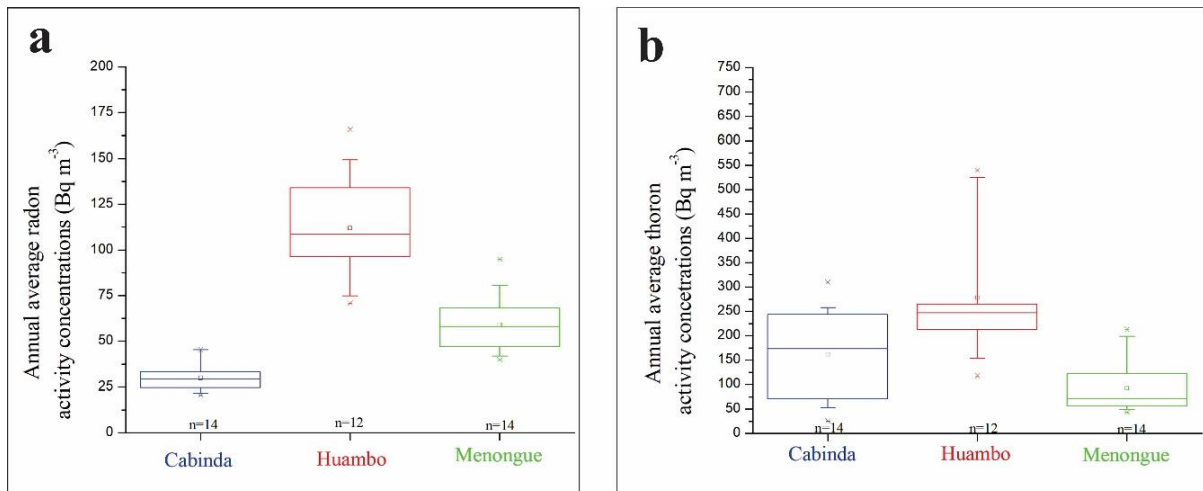 a
Annual average radon
activity concentrations (Bq m-3)
200
175
150
125
100
75
50
25
0
n=14
n=12
n=14
Cabinda
Huambo
Menongue
b
Annual average thoron
activity concetrations (Bq m-3)
750
700
650
600
550
500
450
400
350
300
250
200
150
100
50
0
n=14
n=12
n=14
Cabinda
Huambo
Menongue